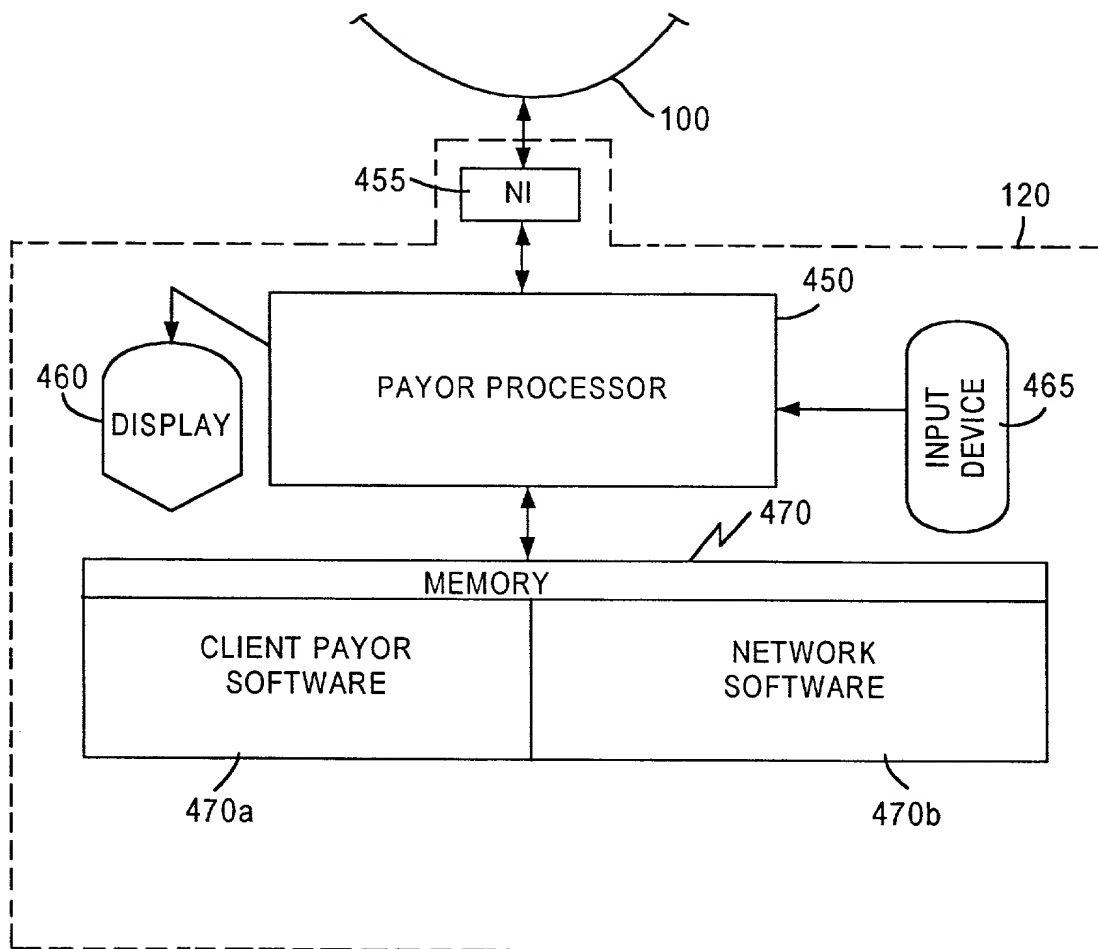 100
455
NI
120
450
PAYOR PROCESSOR
460
DISPLAY
INPUT
DEVICE
465
470
MEMORY
CLIENT PAYOR
SOFTWARE
NETWORK
SOFTWARE
470a
470b